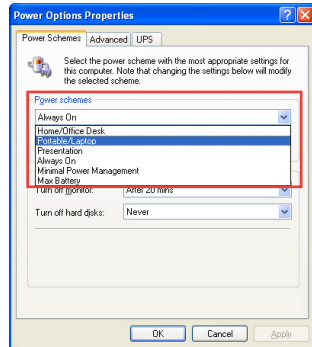 Power Options Properties
Power Schemes Advanced UPS
Select the power scheme with the most appropriate settings for
this computer. Note that changing the settings below will modify
the selected scheme.
Power schemes
Always On
Home/Office Desk
Portable/Laptop
Presentation
Always On
Minimal Power Management
Max Battery
Turn off monitor: After 20 mins
Turn off hard disks: Never
OK Cancel Apply